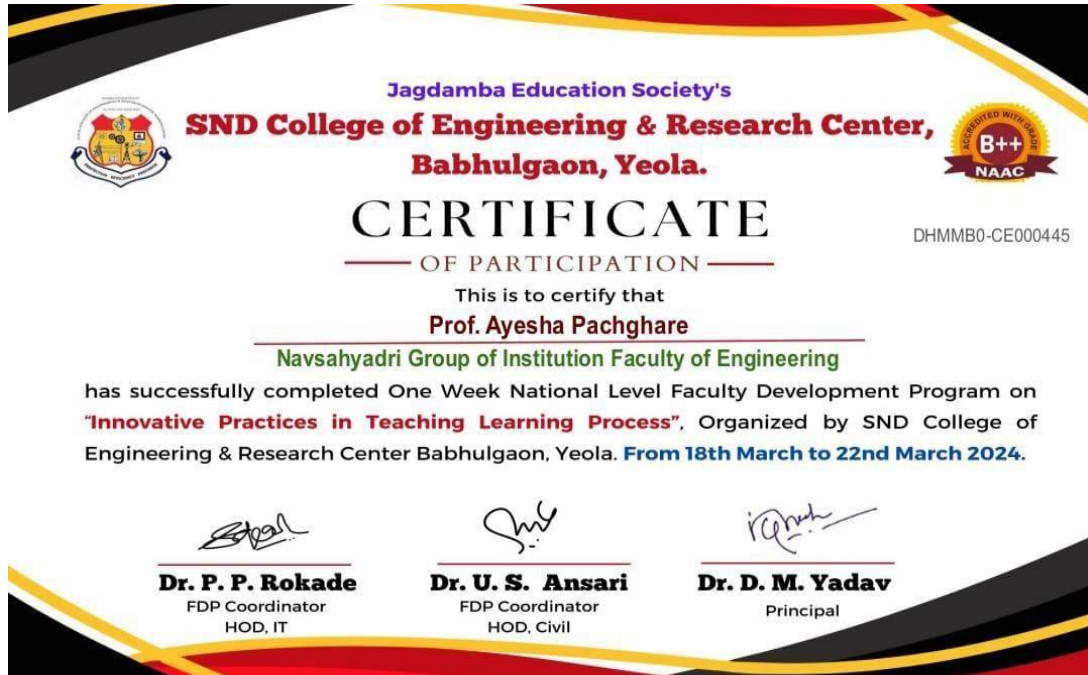 Jagdamba Education Society's
SND College of Engineering & Research Center,
Babhulgaon, Yeola.
ACCREDITED WITH GRADE
B++
NAAC
CERTIFICATE
DHMMB0-CE000445
OF PARTICIPATION
This is to certify that
Prof. Ayesha Pachghare
Navsahyadri Group of Institution Faculty of Engineering
has successfully completed One Week National Level Faculty Development Program on
“Innovative Practices in Teaching Learning Process”, Organized by SND College of
Engineering & Research Center Babhulgaon, Yeola. From 18th March to 22nd March 2024.
Dr. P. P. Rokade
FDP Coordinator
HOD, IT
Dr. U. S. Ansari
FDP Coordinator
HOD, Civil
Dr. D. M. Yadav
Principal